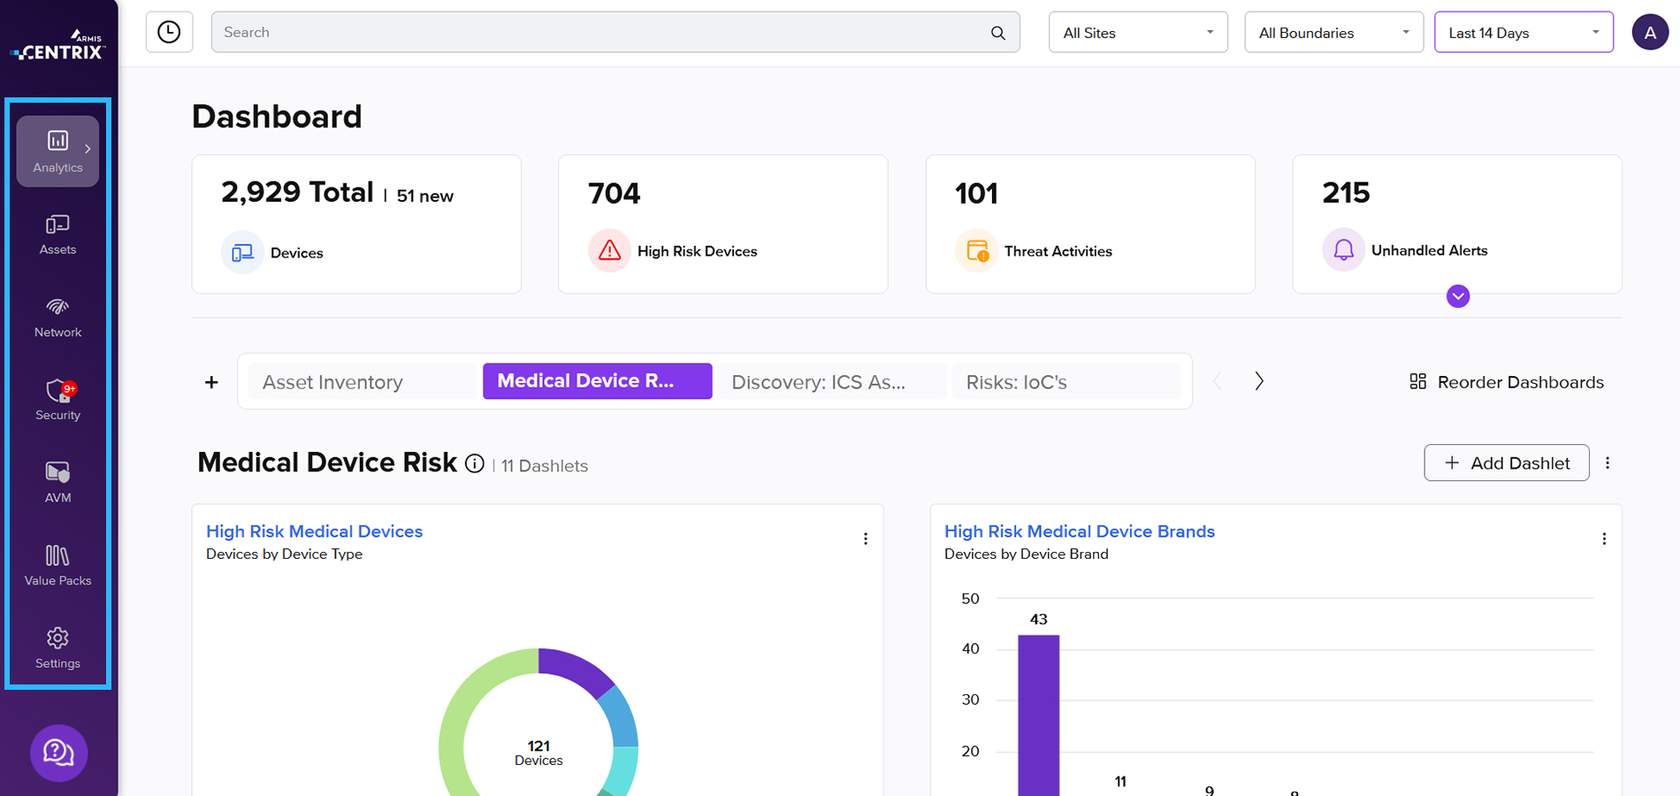 ARMIS
CENTRIX™
Search
All Sites
All Boundaries
Last 14 Days
A
Analytics
Assets
Network
9+
Security
AVM
Value Packs
Settings
Dashboard
2,929 Total | 51 new
Devices
704
High Risk Devices
101
Threat Activities
215
Unhandled Alerts
+ Asset Inventory Medical Device R... Discovery: ICS As... Risks: IoC's
Reorder Dashboards
Medical Device Risk | 11 Dashlets
+ Add Dashlet
High Risk Medical Devices
Devices by Device Type
121
Devices
High Risk Medical Device Brands
Devices by Device Brand
50
43
40
30
20
11
9